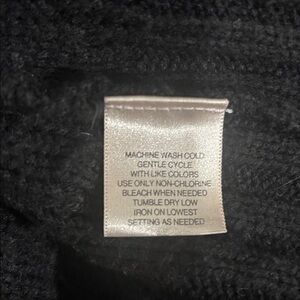 MACHINE WASH COLD
GENTLE CYCLE
WITH LIKE COLORS
USE ONLY NON-CHLORINE
BLEACH WHEN NEEDED
TUMBLE DRY LOW
IRON ON LOWEST
SETTING AS NEEDED